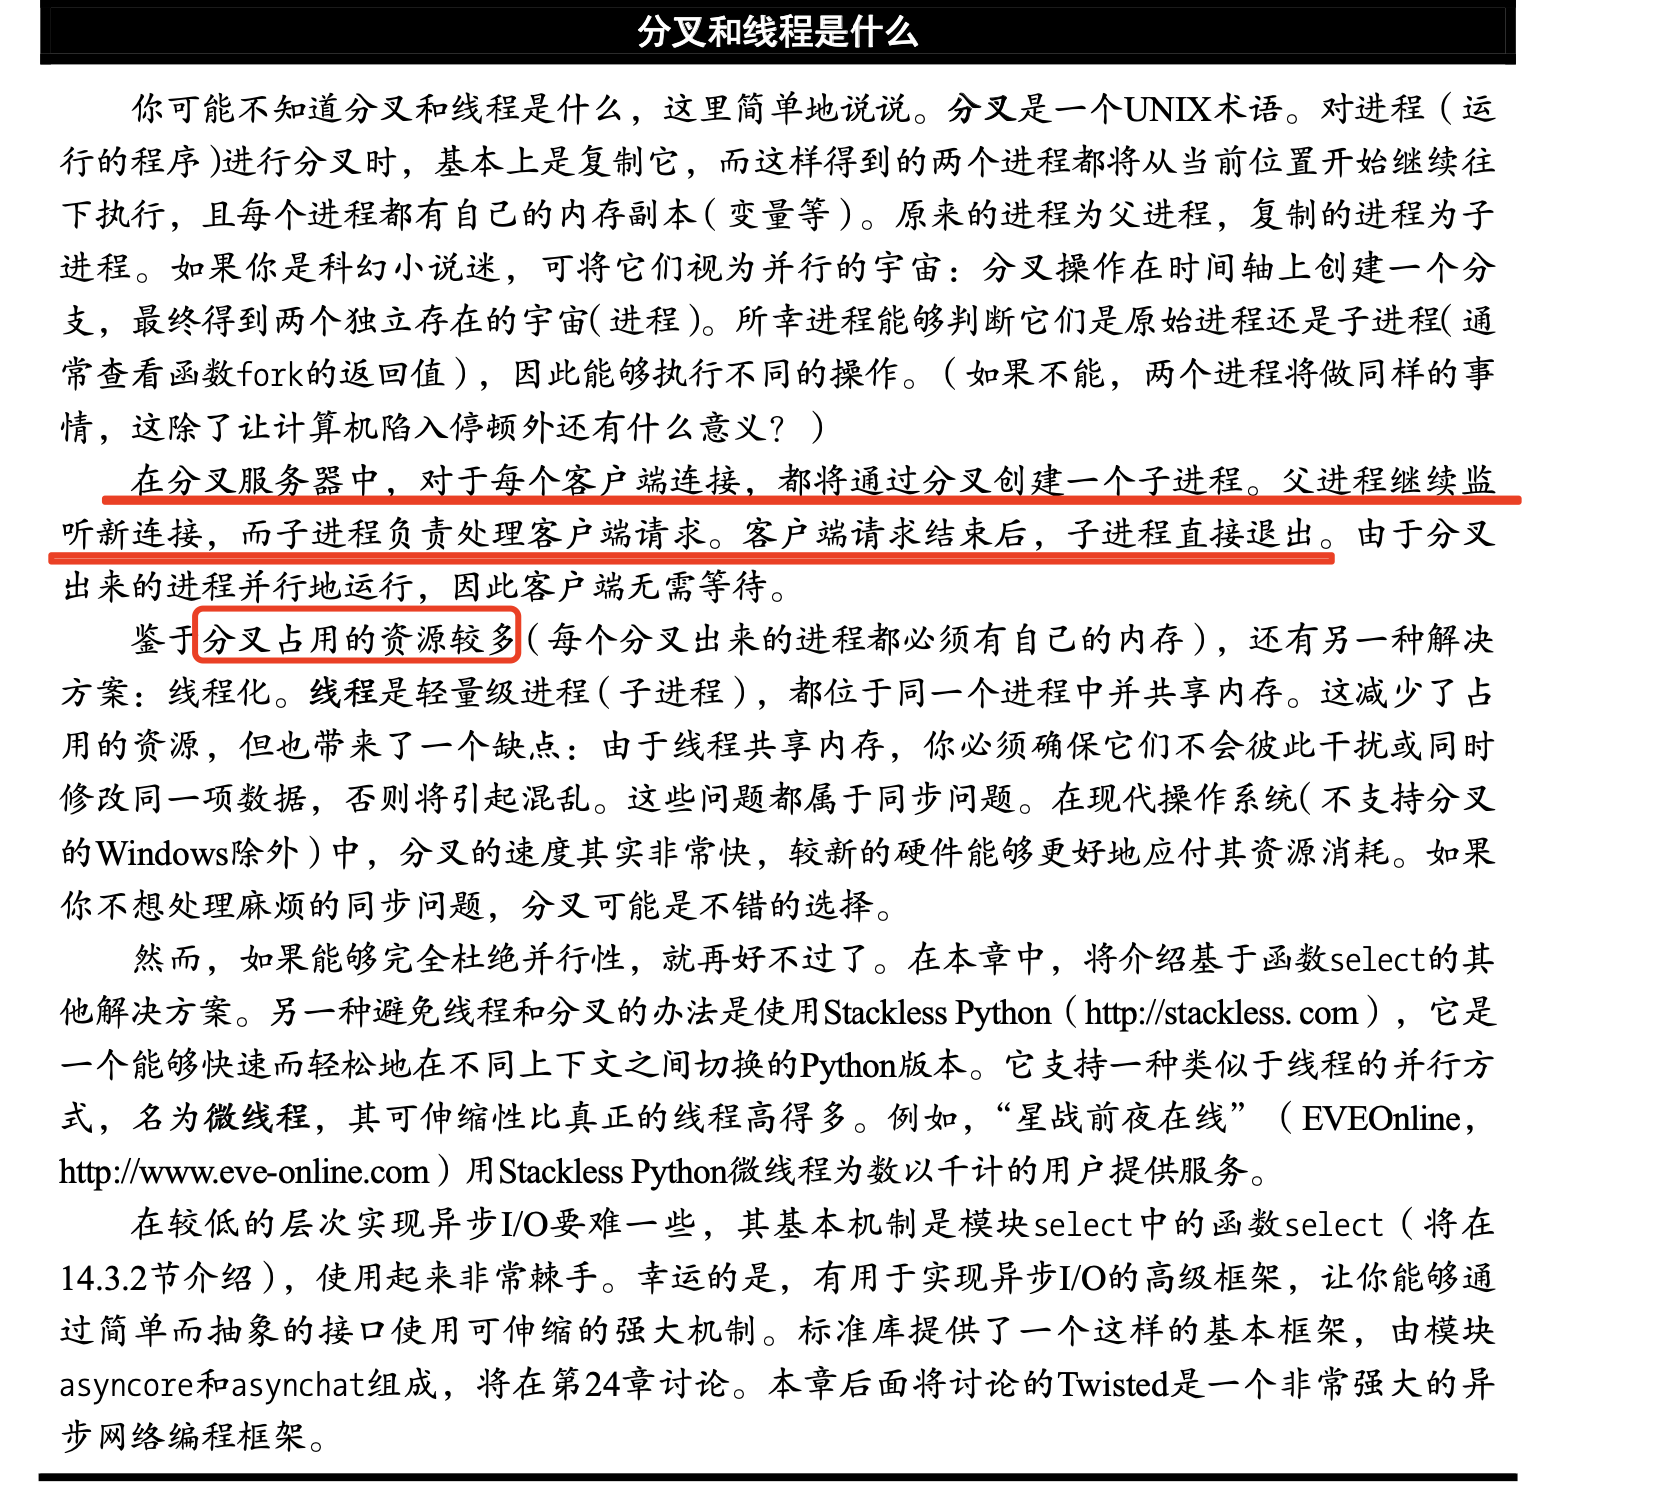 分叉和线程是什么
你可能不知道分叉和线程是什么，这里简单地说说。分叉是一个UNIX术语。对进程（运
行的程序）进行分叉时，基本上是复制它，而这样得到的两个进程都将从当前位置开始继续往
下执行，且每个进程都有自己的内存副本（变量等）。原来的进程为父进程，复制的进程为子
进程。如果你是科幻小说迷，可将它们视为并行的宇宙：分叉操作在时间轴上创建一个分
支，最终得到两个独立存在的宇宙（进程）。所幸进程能够判断它们是原始进程还是子进程（通
常查看函数fork的返回值），因此能够执行不同的操作。（如果不能，两个进程将做同样的事
情，这除了让计算机陷入停顿外还有什么意义？）
在分叉服务器中，对于每个客户端连接，都将通过分叉创建一个子进程。父进程继续监
听新连接，而子进程负责处理客户端请求。客户端请求结束后，子进程直接退出。由于分叉
出来的进程并行地运行，因此客户端无需等待。
鉴于分叉占用的资源较多（每个分叉出来的进程都必须有自己的内存），还有另一种解决
方案：线程化。线程是轻量级进程（子进程），都位于同一个进程中并共享内存。这减少了占
用的资源，但也带来了一个缺点：由于线程共享内存，你必须确保它们不会彼此干扰或同时
修改同一项数据，否则将引起混乱。这些问题都属于同步问题。在现代操作系统（不支持分叉
的Windows除外）中，分叉的速度其实非常快，较新的硬件能够更好地应付其资源消耗。如果
你不想处理麻烦的同步问题，分叉可能是不错的选择。
然而，如果能够完全杜绝并行性，就再好不过了。在本章中，将介绍基于函数select的其
他解决方案。另一种避免线程和分叉的办法是使用Stackless Python（http://stackless. com），它是
一个能够快速而轻松地在不同上下文之间切换的Python版本。它支持一种类似于线程的并行方
式，名为微线程，其可伸缩性比真正的线程高得多。例如，“星战前夜在线”（EVEOnline，
http://www.eve-online.com）用Stackless Python微线程为数以千计的用户提供服务。
在较低的层次实现异步I/O要难一些，其基本机制是模块select中的函数select（将在
14.3.2节介绍），使用起来非常棘手。幸运的是，有用于实现异步I/O的高级框架，让你能够通
过简单而抽象的接口使用可伸缩的强大机制。标准库提供了一个这样的基本框架，由模块
asyncore和asynchat组成，将在第24章讨论。本章后面将讨论的Twisted是一个非常强大的异
步网络编程框架。